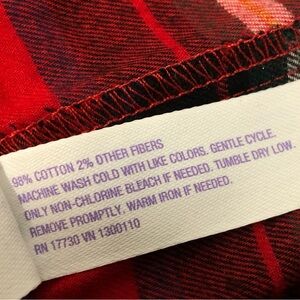 98% COTTON 2% OTHER FIBERS
MACHINE WASH COLD WITH LIKE COLORS. GENTLE CYCLE.
ONLY NON-CHLORINE BLEACH IF NEEDED. TUMBLE DRY LOW.
REMOVE PROMPTLY. WARM IRON IF NEEDED.
RN 17730 VN 1300110